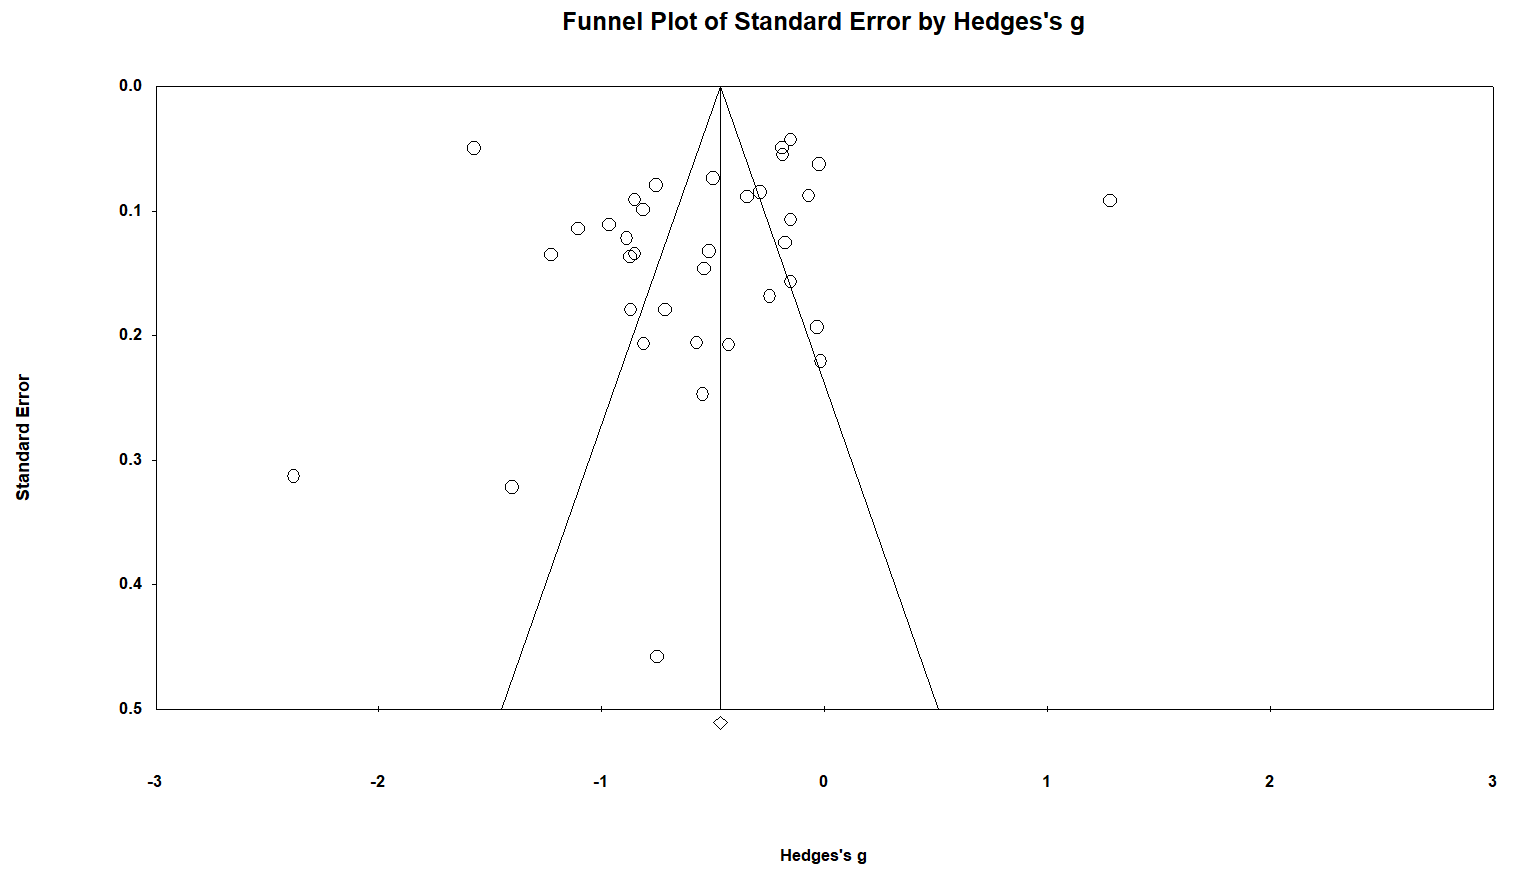 Funnel Plot of Standard Error by Hedges's g
0.0
0.1
0.2
0.3
0.4
0.5
Standard Error
-3 -2 -1 0 1 2 3
Hedges's g